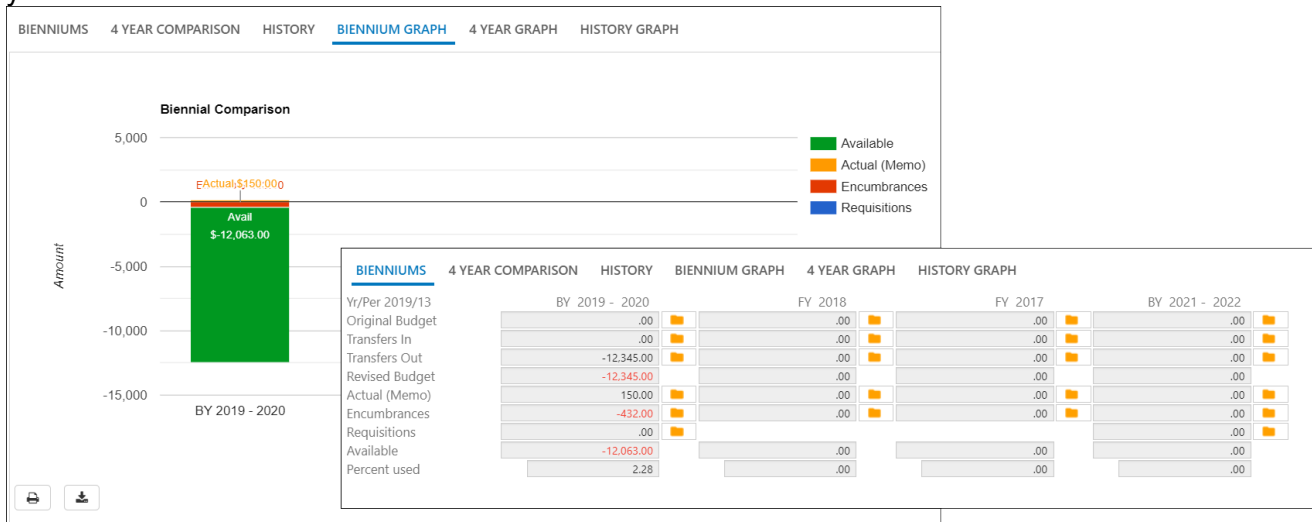 y
BIENNIUMS 4 YEAR COMPARISON HISTORY BIENNIUM GRAPH 4 YEAR GRAPH HISTORY GRAPH
Biennial Comparison
5,000
0
-5,000
-10,000
-15,000
Amount
Actual $150.00
Avail
$-12,063.00
BY 2019 - 2020
Available
Actual (Memo)
Encumbrances
Requisitions
BIENNIUMS 4 YEAR COMPARISON HISTORY BIENNIUM GRAPH 4 YEAR GRAPH HISTORY GRAPH
Yr/Per 2019/13 BY 2019 - 2020 FY 2018 FY 2017 BY 2021 - 2022
Original Budget .00 .00 .00 .00
Transfers In .00 .00 .00 .00
Transfers Out -12,345.00 .00 .00 .00
Revised Budget -12,345.00 .00 .00 .00
Actual (Memo) 150.00 .00 .00 .00
Encumbrances -432.00 .00 .00 .00
Requisitions .00 .00
Available -12,063.00 .00 .00 .00
Percent used 2.28 .00 .00 .00